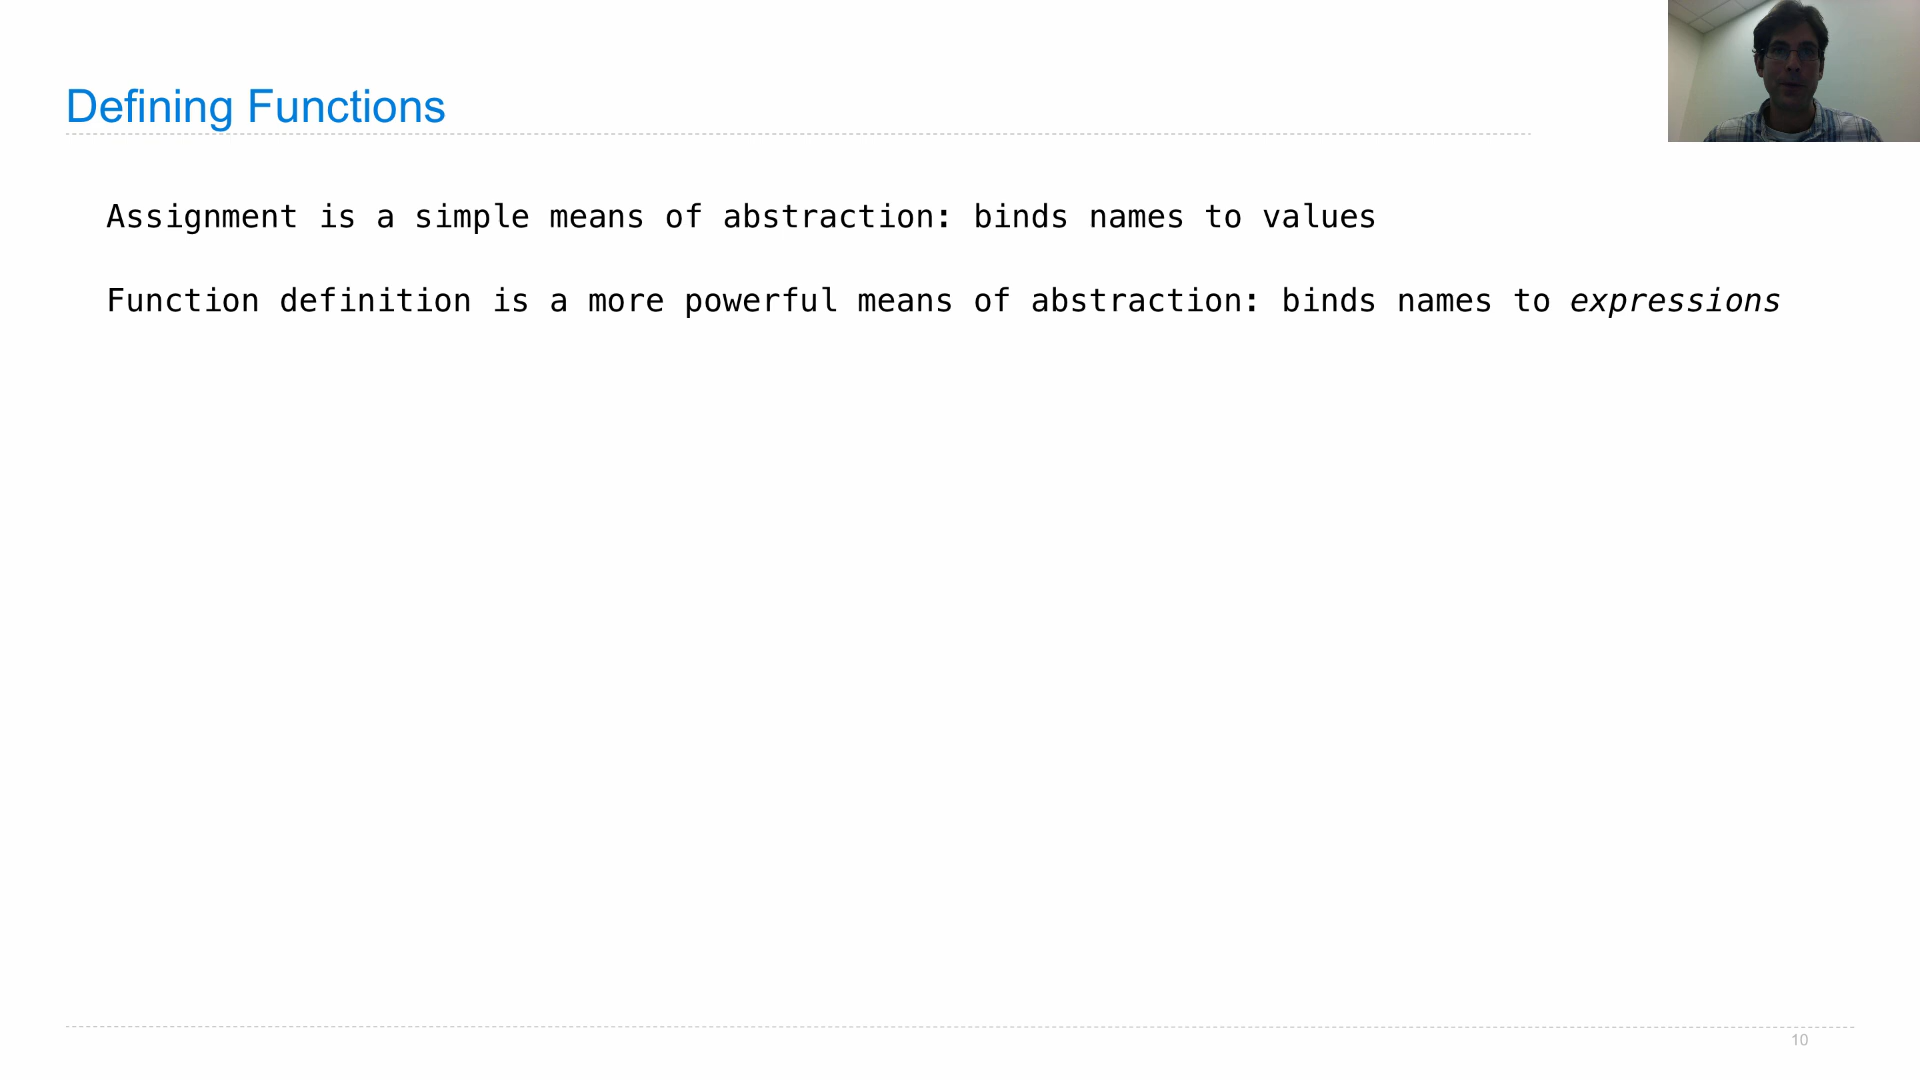 Defining Functions
Assignment is a simple means of abstraction: binds names to values
Function definition is a more powerful means of abstraction: binds names to expressions
10